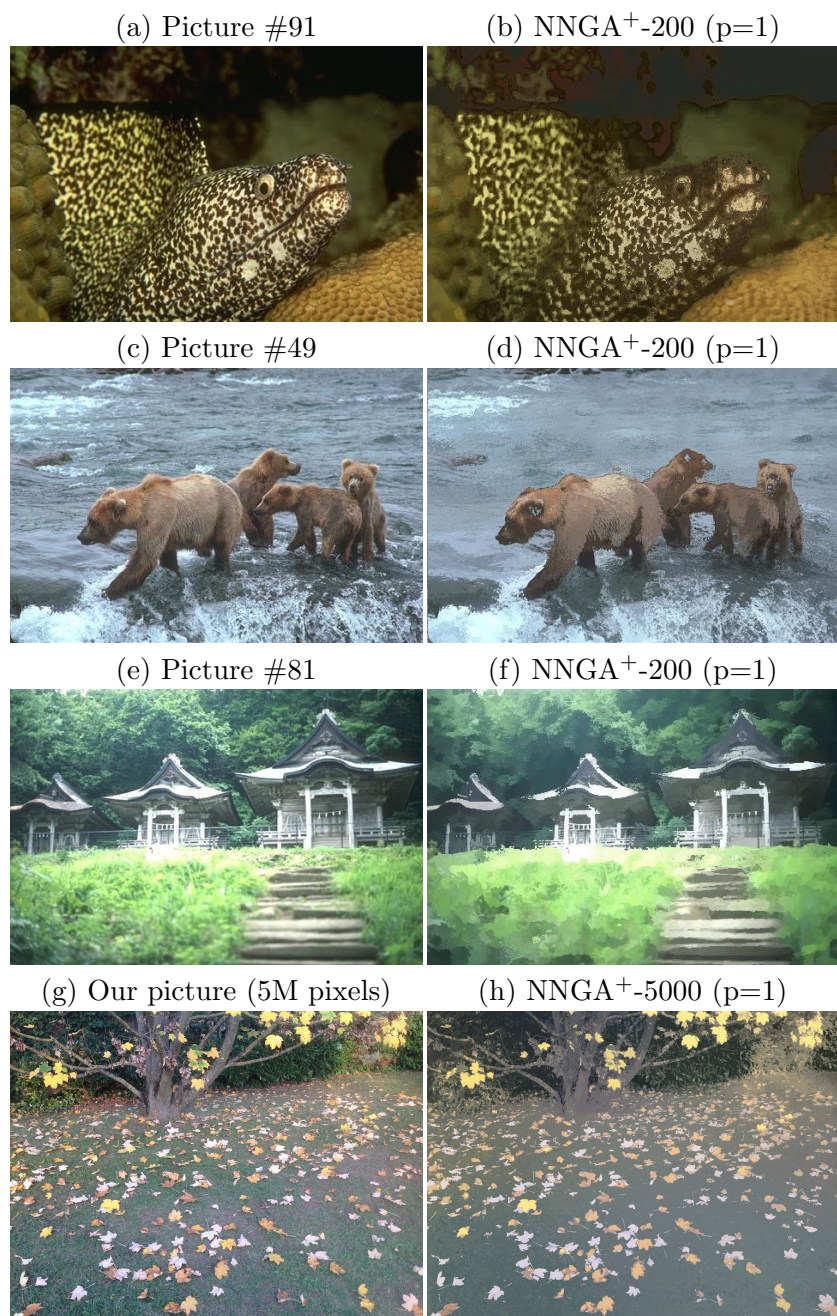 (a) Picture #91
(b) NNGA⁺-200 (p=1)
(c) Picture #49
(d) NNGA⁺-200 (p=1)
(e) Picture #81
(f) NNGA⁺-200 (p=1)
(g) Our picture (5M pixels)
(h) NNGA⁺-5000 (p=1)